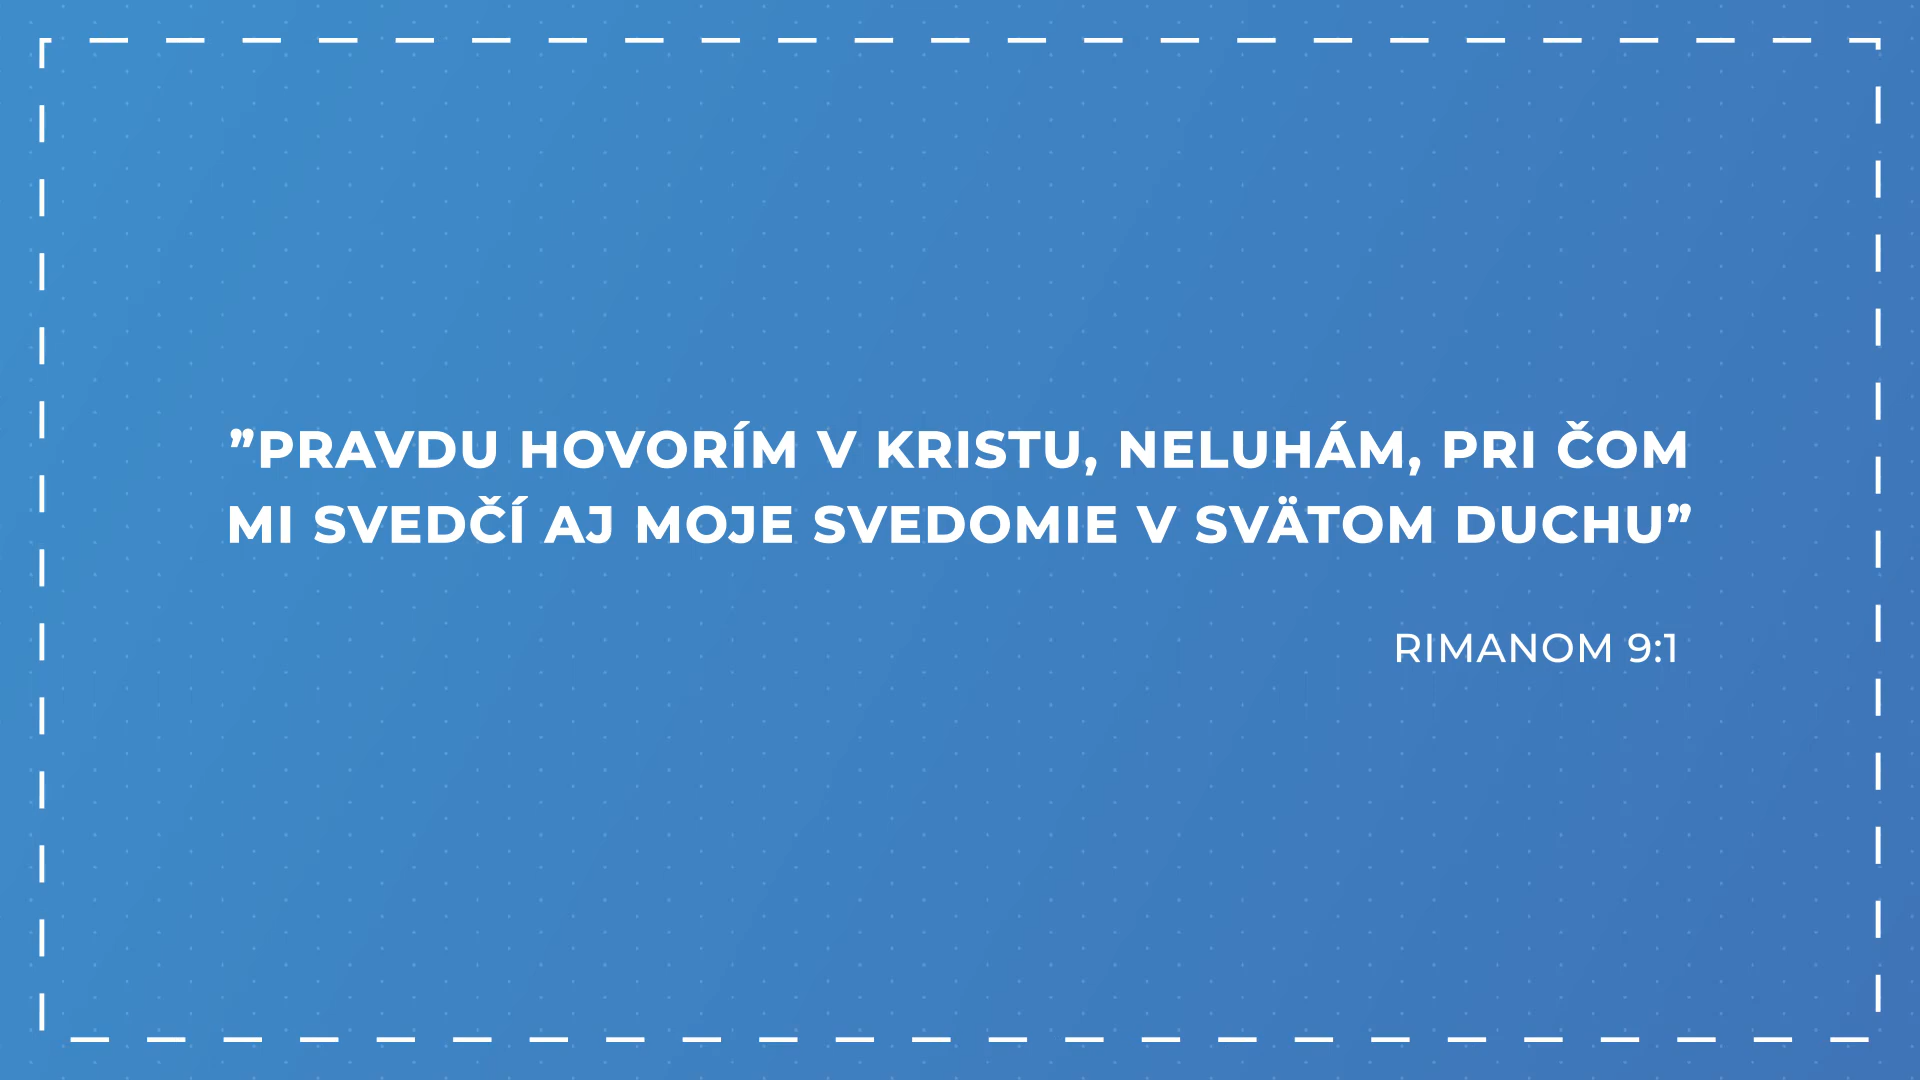 ”PRAVDU HOVORÍM V KRISTU, NELUHÁM, PRI ČOM
MI SVEDČÍ AJ MOJE SVEDOMIE V SVÄTOM DUCHU”
RIMANOM 9:1